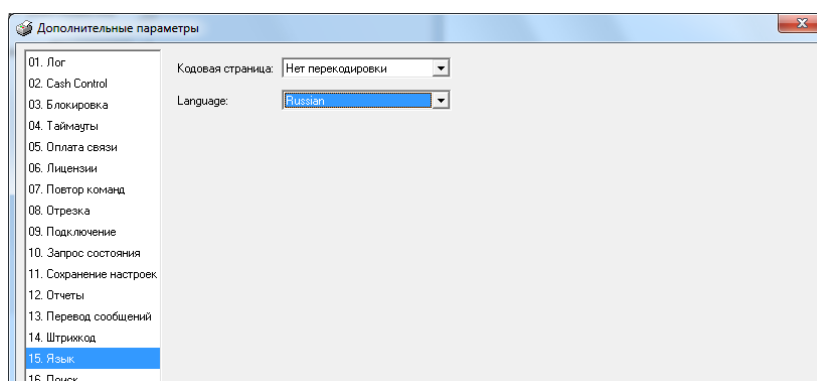 Дополнительные параметры
01. Лог
02. Cash Control
03. Блокировка
04. Таймауты
05. Оплата связи
06. Лицензии
07. Повтор команд
08. Отрезка
09. Подключение
10. Запрос состояния
11. Сохранение настроек
12. Отчеты
13. Перевод сообщений
14. Штрихкод
15. Язык
16. Поиск
Кодовая страница: Нет перекодировки
Language: Russian